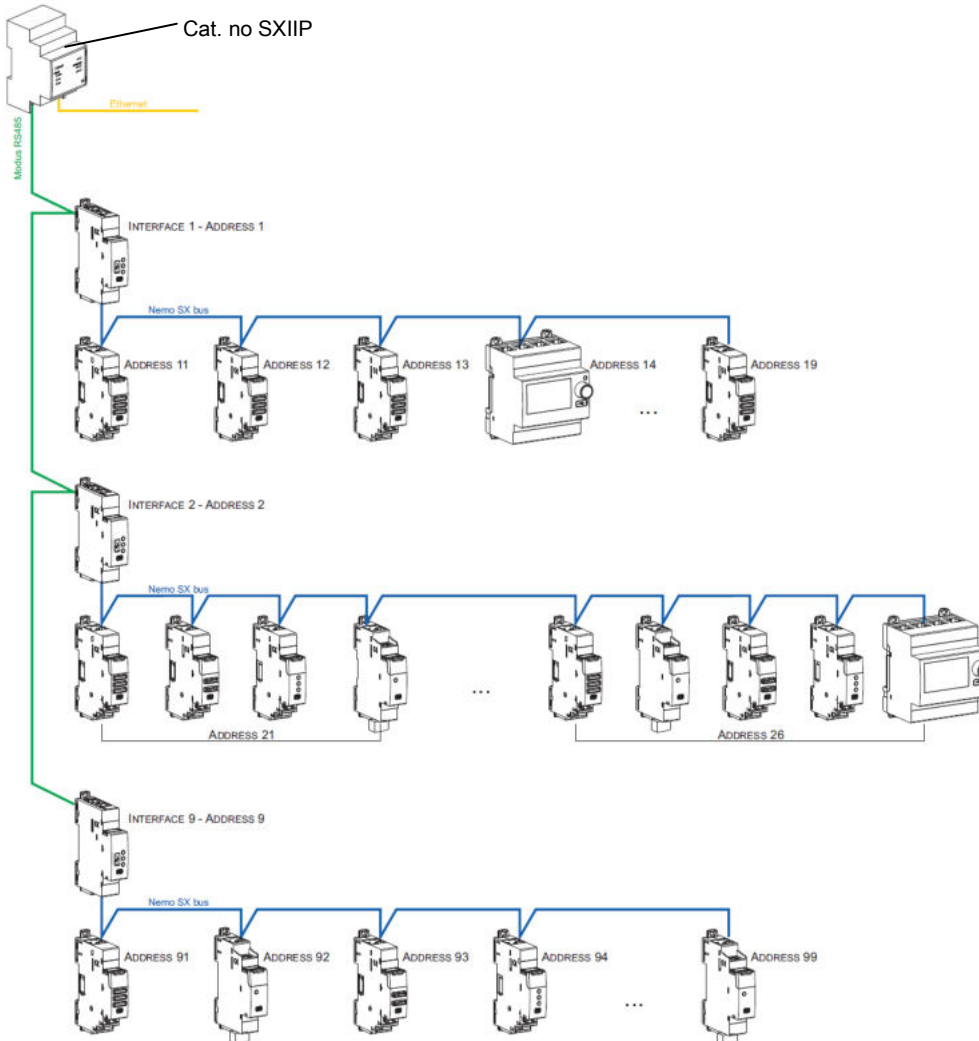 Cat. no SXIIP
Ethernet
Modus RS485
INTERFACE 1 - ADDRESS 1
Nemo SX bus
ADDRESS 11 ADDRESS 12 ADDRESS 13 ADDRESS 14 ADDRESS 19
...
INTERFACE 2 - ADDRESS 2
Nemo SX bus
...
ADDRESS 21 ADDRESS 26
INTERFACE 9 - ADDRESS 9
Nemo SX bus
ADDRESS 91 ADDRESS 92 ADDRESS 93 ADDRESS 94 ADDRESS 99
...